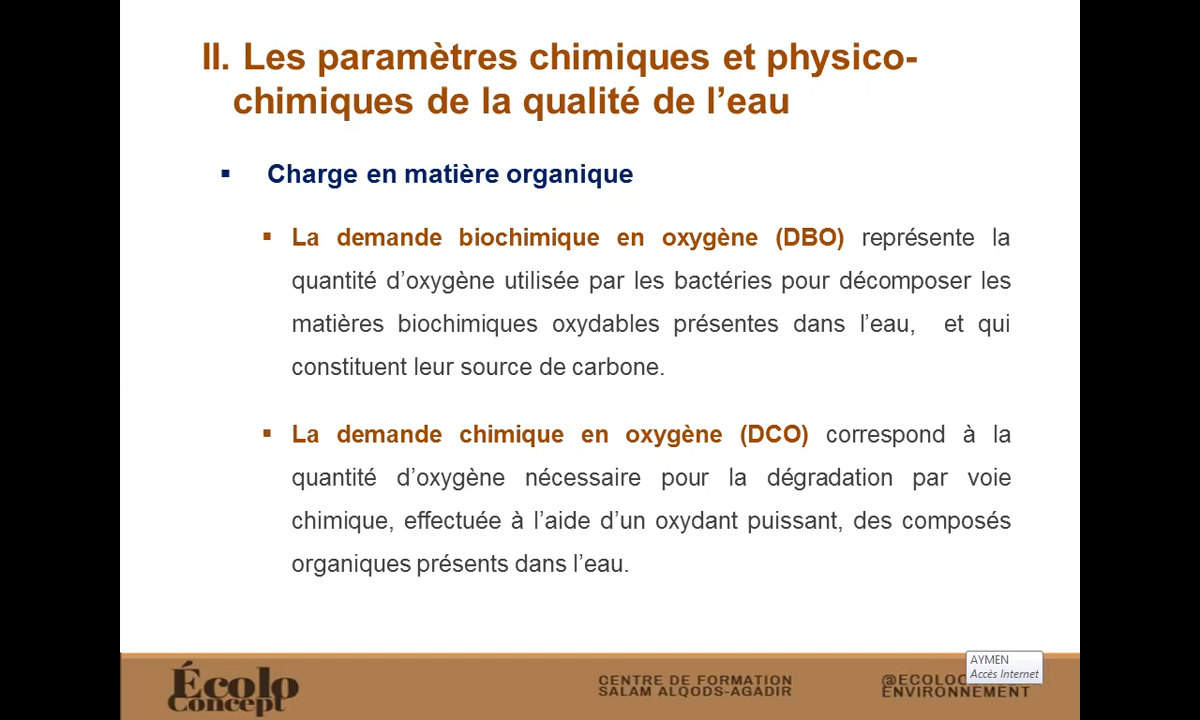 II. Les paramètres chimiques et physico-
chimiques de la qualité de l’eau
▪ Charge en matière organique
▪ La demande biochimique en oxygène (DBO) représente la
quantité d’oxygène utilisée par les bactéries pour décomposer les
matières biochimiques oxydables présentes dans l’eau, et qui
constituent leur source de carbone.
▪ La demande chimique en oxygène (DCO) correspond à la
quantité d’oxygène nécessaire pour la dégradation par voie
chimique, effectuée à l’aide d’un oxydant puissant, des composés
organiques présents dans l’eau.
Écolo
Concept
CENTRE DE FORMATION
SALAM ALQODS-AGADIR
ENVIRONNEMENT
AYMEN
Accès Internet